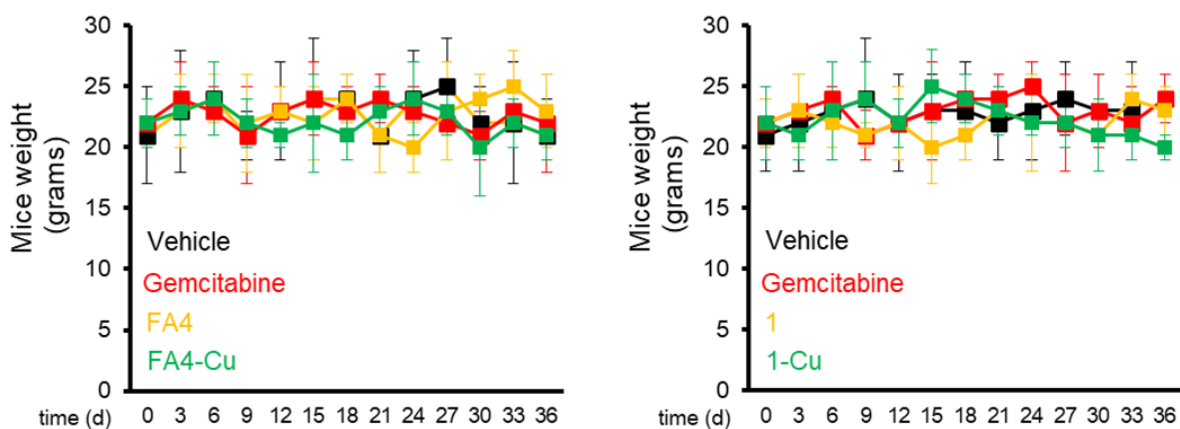 30
25
20
15
10
5
0
Mice weight
(grams)
Vehicle
Gemcitabine
FA4
FA4-Cu
time (d) 0 3 6 9 12 15 18 21 24 27 30 33 36
30
25
20
15
10
5
0
Mice weight
(grams)
Vehicle
Gemcitabine
1
1-Cu
time (d) 0 3 6 9 12 15 18 21 24 27 30 33 36